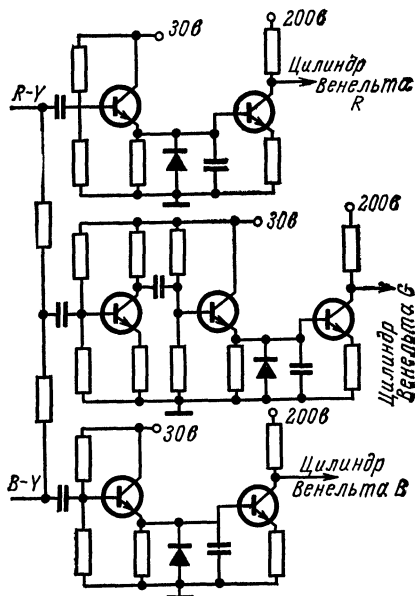 30в
200в
R-Y
Цилиндр
Венельта
R
30в
200в
Цилиндр
Венельта G
B-Y
30в
200в
Цилиндр
Венельта B